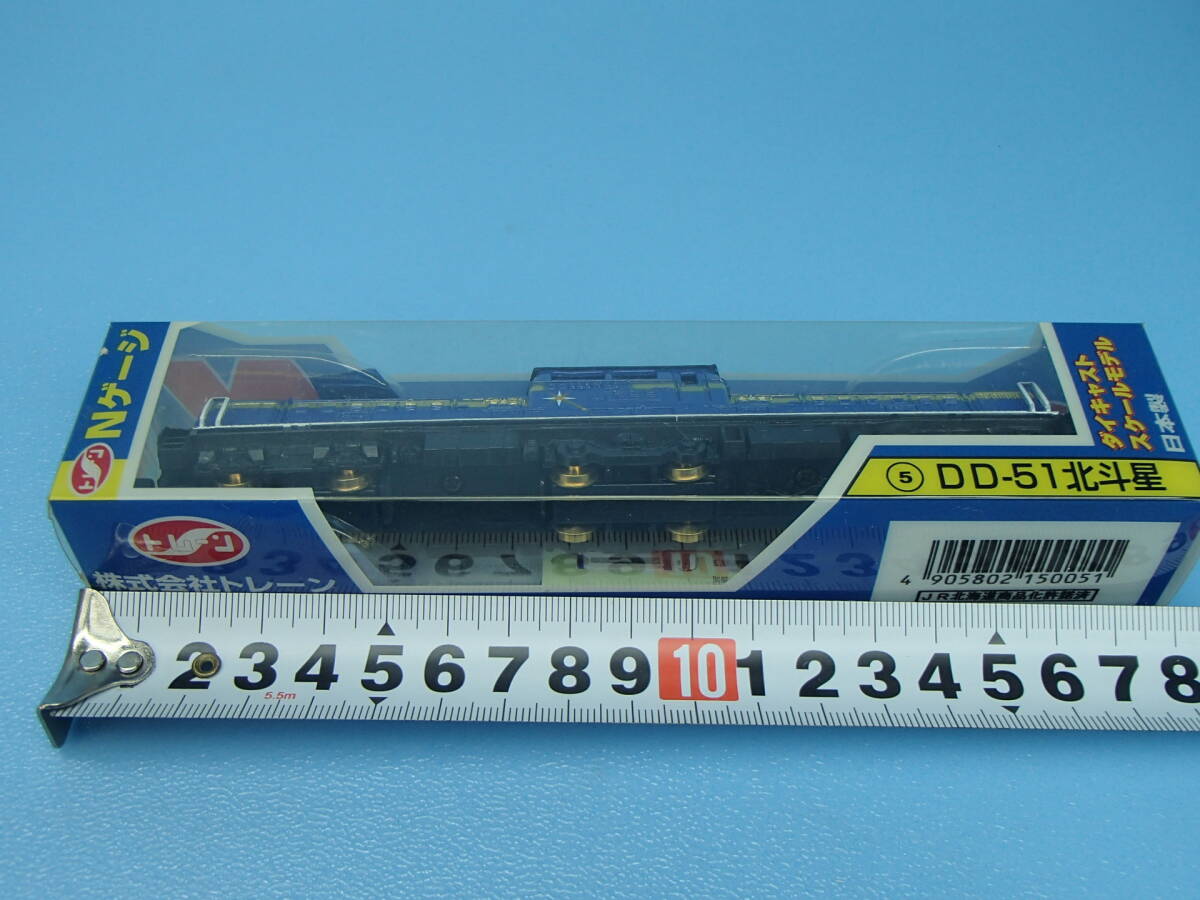 Nゲージ
トレーン
ダイキャスト
スケールモデル
日本製
⑤ DD-51北斗星
トレーン
株式会社トレーン
4 905802 150051
JR北海道商品化許諾済
2 3 4 5 6 7 8 9 10 1 2 3 4 5 6 7 8
5.5m